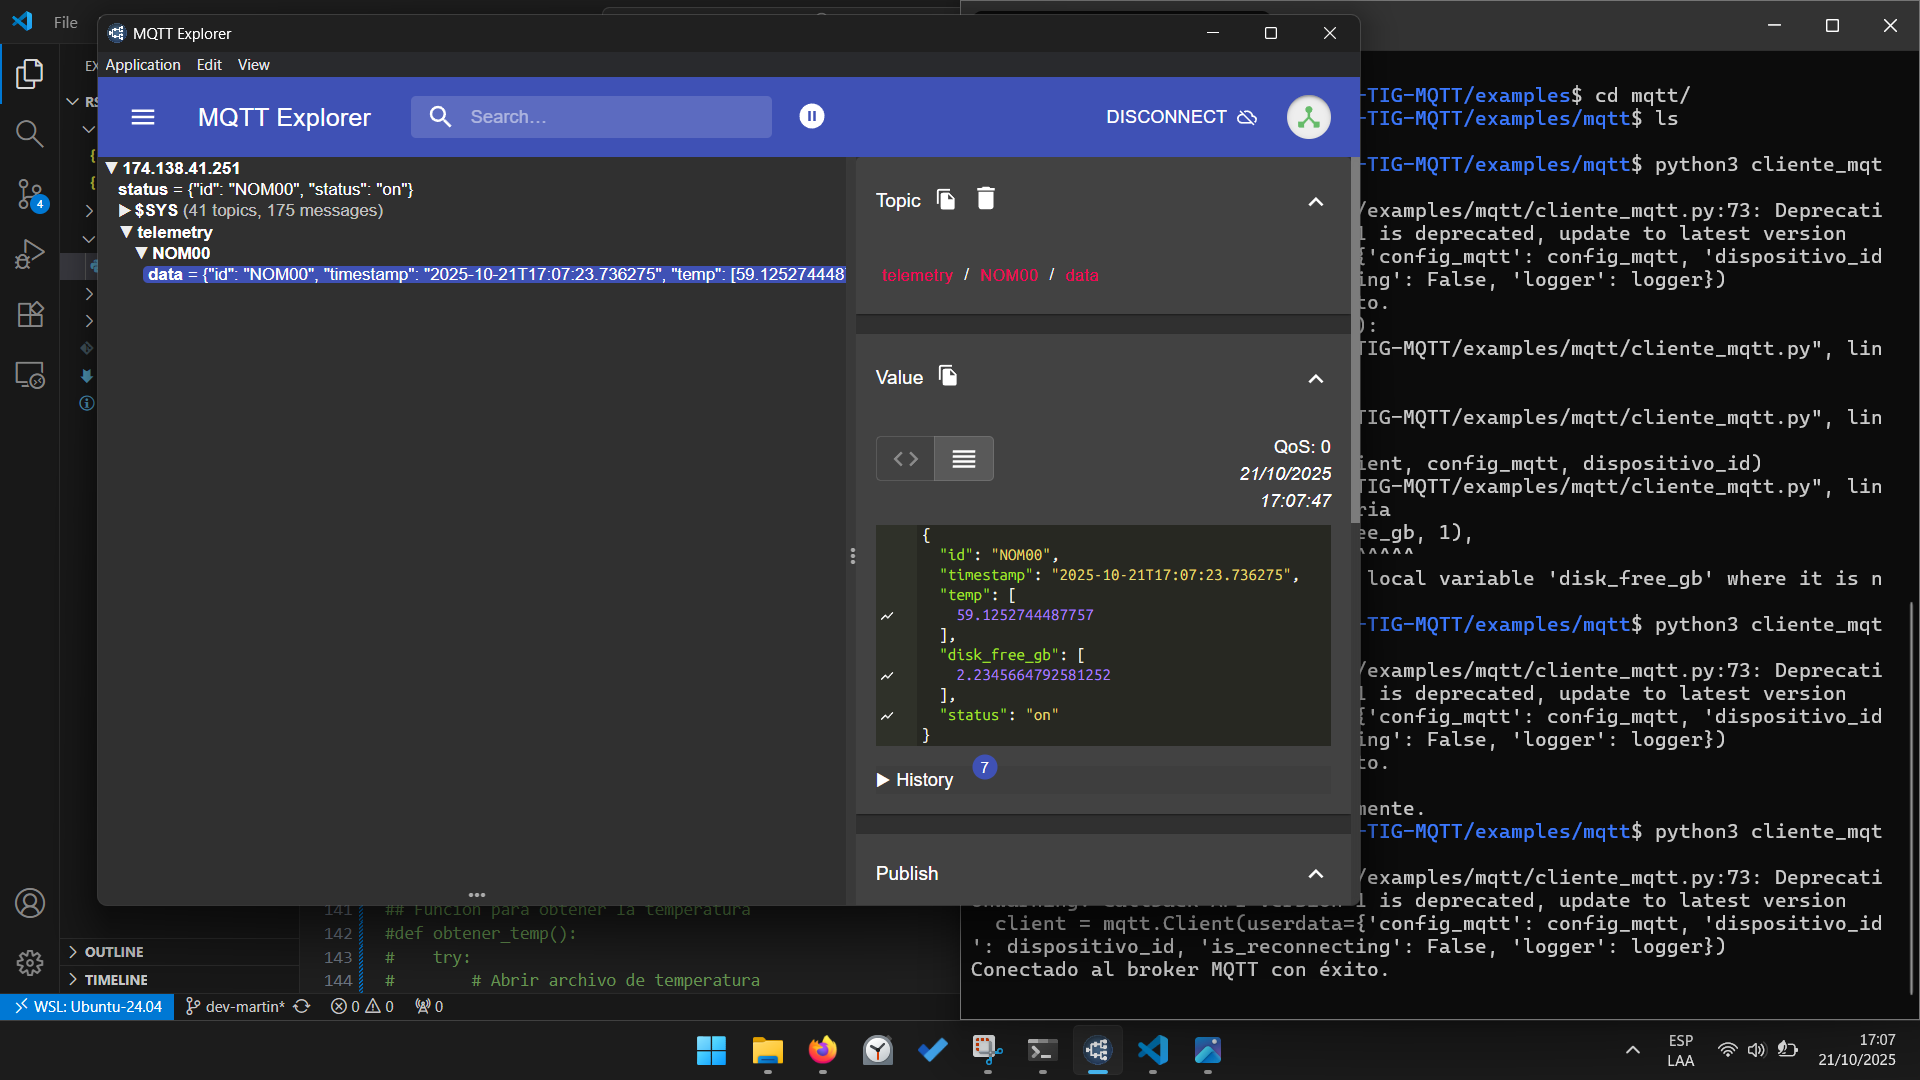 File
MQTT Explorer
Application Edit View
MQTT Explorer
Search...
DISCONNECT
174.138.41.251
status = {"id": "NOM00", "status": "on"}
$SYS (41 topics, 175 messages)
telemetry
NOM00
data = {"id": "NOM00", "timestamp": "2025-10-21T17:07:23.736275", "temp": [59.125274448
Topic
telemetry / NOM00 / data
Value
QoS: 0
21/10/2025
17:07:47
{
"id": "NOM00",
"timestamp": "2025-10-21T17:07:23.736275",
"temp": [
59.1252744487757
],
"disk_free_gb": [
2.2345664792581252
],
"status": "on"
}
History 7
Publish
EX
RS
4
141 ## Función para obtener la temperatura
142 #def obtener_temp():
143 # try:
144 # # Abrir archivo de temperatura
OUTLINE
TIMELINE
WSL: Ubuntu-24.04 dev-martin* 0 0 0
-TIG-MQTT/examples$ cd mqtt/
-TIG-MQTT/examples/mqtt$ ls
-TIG-MQTT/examples/mqtt$ python3 cliente_mqt
/examples/mqtt/cliente_mqtt.py:73: Deprecati
1 is deprecated, update to latest version
{'config_mqtt': config_mqtt, 'dispositivo_id
ing': False, 'logger': logger})
to.
):
TIG-MQTT/examples/mqtt/cliente_mqtt.py", lin
TIG-MQTT/examples/mqtt/cliente_mqtt.py", lin
ient, config_mqtt, dispositivo_id)
TIG-MQTT/examples/mqtt/cliente_mqtt.py", lin
ria
ee_gb, 1),
^^^^^
local variable 'disk_free_gb' where it is n
-TIG-MQTT/examples/mqtt$ python3 cliente_mqt
/examples/mqtt/cliente_mqtt.py:73: Deprecati
1 is deprecated, update to latest version
{'config_mqtt': config_mqtt, 'dispositivo_id
ing': False, 'logger': logger})
to.
mente.
-TIG-MQTT/examples/mqtt$ python3 cliente_mqt
/examples/mqtt/cliente_mqtt.py:73: Deprecati
1 is deprecated, update to latest version
client = mqtt.Client(userdata={'config_mqtt': config_mqtt, 'dispositivo_id
': dispositivo_id, 'is_reconnecting': False, 'logger': logger})
Conectado al broker MQTT con éxito.
ESP
LAA
17:07
21/10/2025